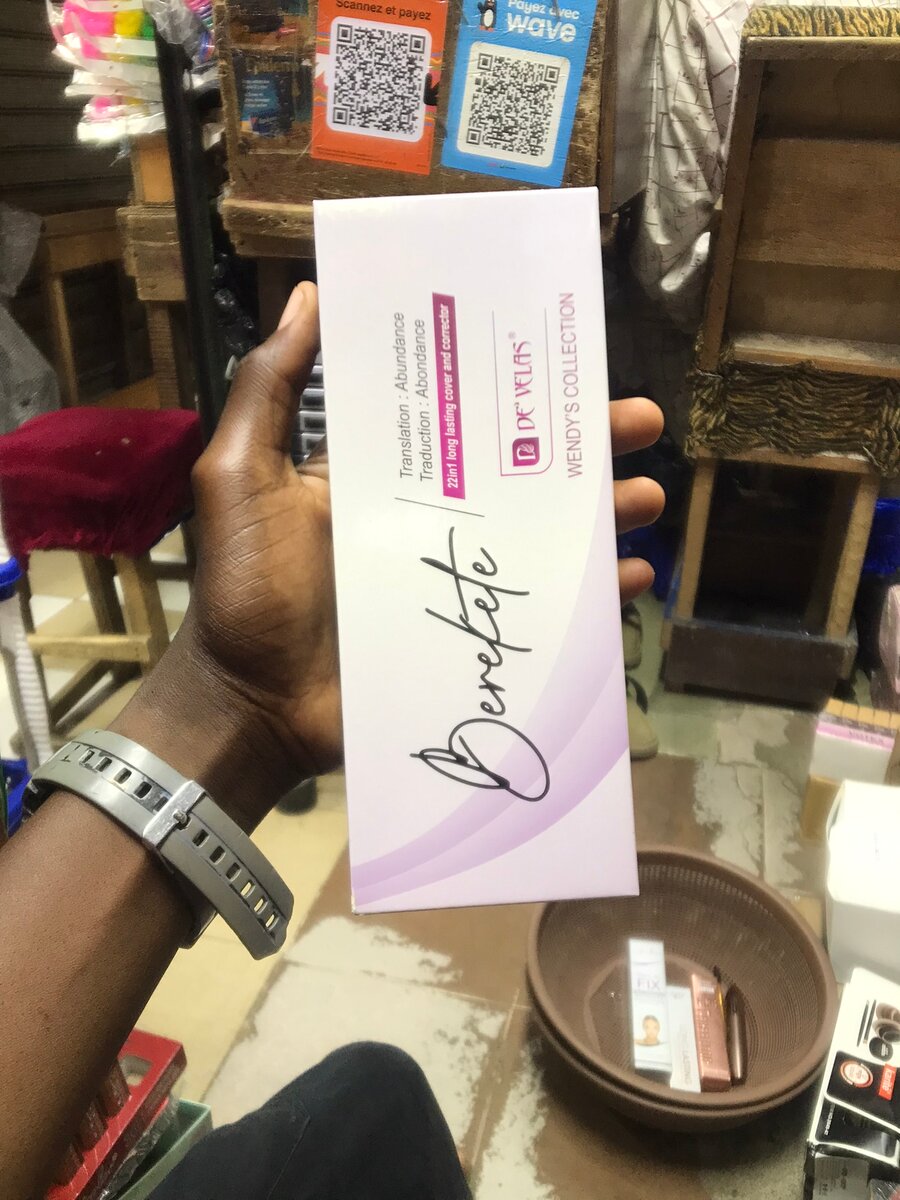 Scannez et payez
Payez avec
wave
Berekete
Translation : Abundance
Traduction : Abondance
22in1 long lasting cover and corrector
DE'VELAS®
WENDY'S COLLECTION
FIX